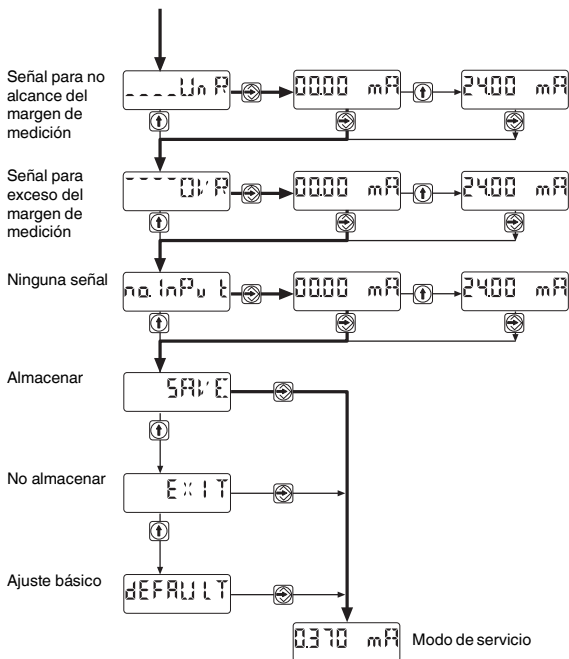 Señal para no
alcance del
margen de
medición
____UnR 00.00 mA 24.00 mA
Señal para
exceso del
margen de
medición
‾‾‾‾OVR 00.00 mA 24.00 mA
Ninguna señal
no.InPut 00.00 mA 24.00 mA
Almacenar
SAVE
No almacenar
EXIT
Ajuste básico
dEFAULT
0.370 mA Modo de servicio